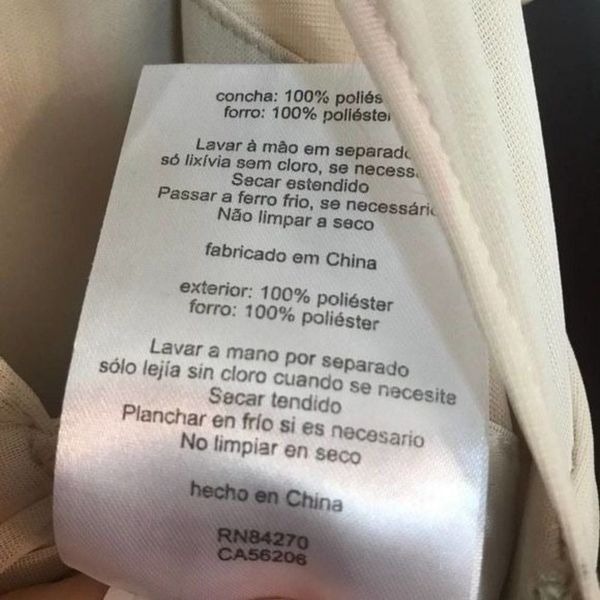 concha: 100% poliés
forro: 100% poliéste
Lavar à mão em separado
só lixívia sem cloro, se necess
Secar estendido
Passar a ferro frio, se necessári
Não limpar a seco
fabricado em China
exterior: 100% poliéster
forro: 100% poliéster
Lavar a mano por separado
sólo lejía sin cloro cuando se necesite
Secar tendido
Planchar en frío si es necesario
No limpiar en seco
hecho en China
RN84270
CA56206